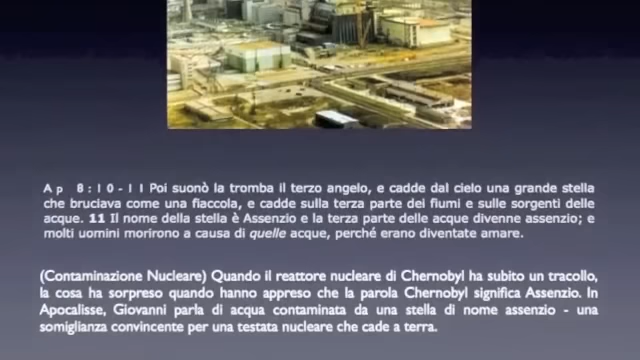 Ap 8:10-11 Poi suonò la tromba il terzo angelo, e cadde dal cielo una grande stella
che bruciava come una fiaccola, e cadde sulla terza parte dei fiumi e sulle sorgenti delle
acque. 11 Il nome della stella è Assenzio e la terza parte delle acque divenne assenzio; e
molti uomini morirono a causa di quelle acque, perché erano diventate amare.
(Contaminazione Nucleare) Quando il reattore nucleare di Chernobyl ha subito un tracollo,
la cosa ha sorpreso quando hanno appreso che la parola Chernobyl significa Assenzio. In
Apocalisse, Giovanni parla di acqua contaminata da una stella di nome assenzio - una
somiglianza convincente per una testata nucleare che cade a terra.